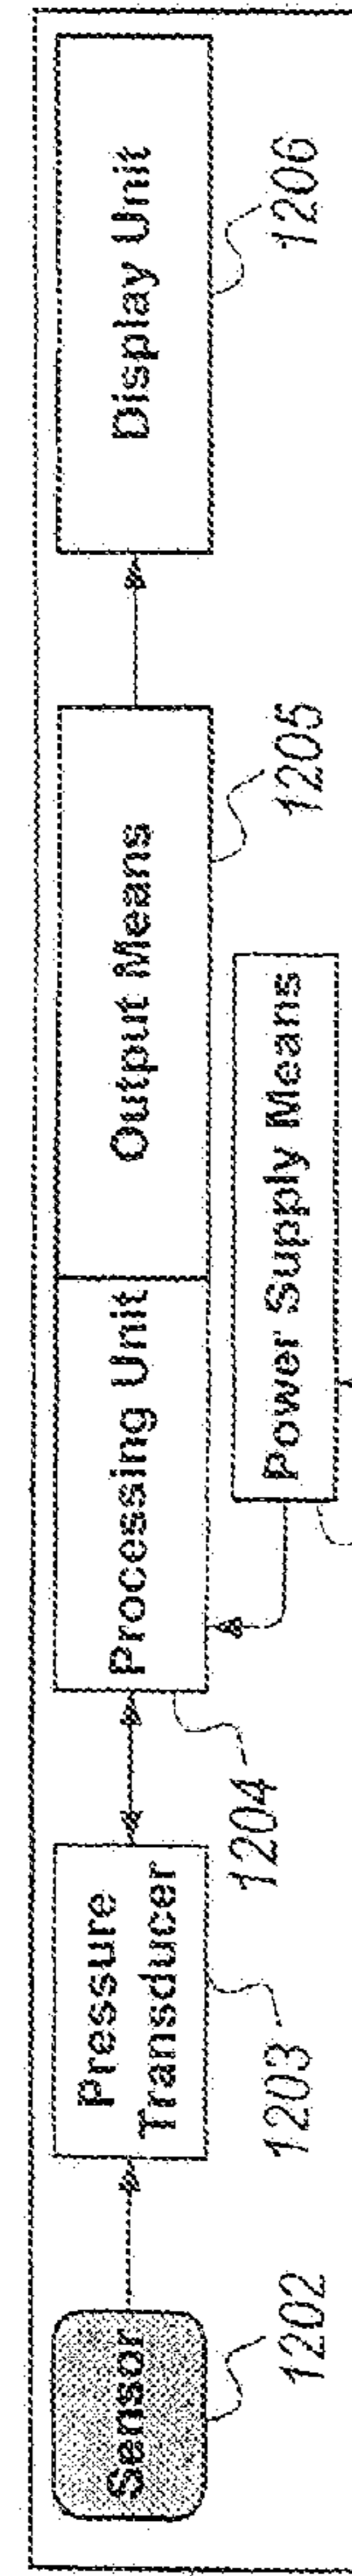 Sensor
Pressure
Transducer
Processing Unit
Output Means
Display Unit
Power Supply Means
1202
1203
1204
1205
1206